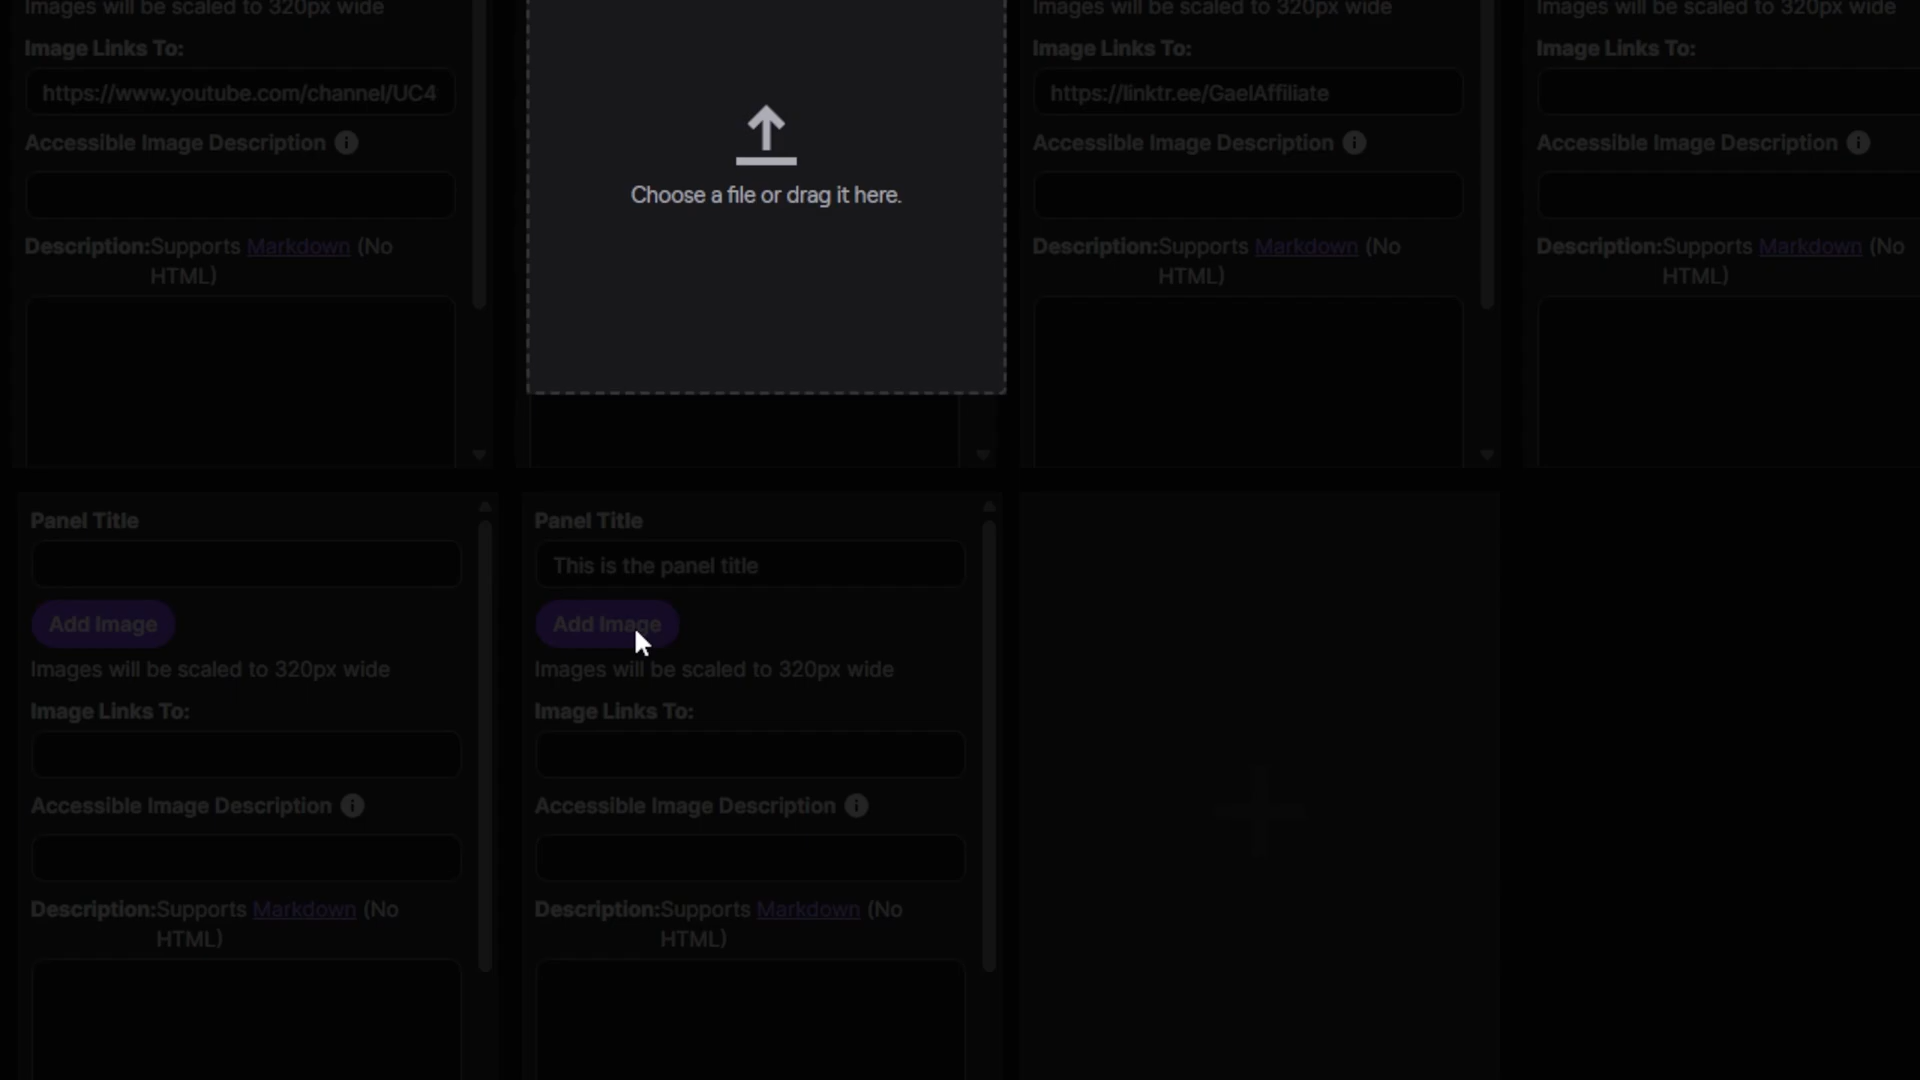 Images will be scaled to 320px wide
Image Links To:
https://www.youtube.com/channel/UC4
Accessible Image Description i
Description:Supports Markdown (No
HTML)
Choose a file or drag it here.
Images will be scaled to 320px wide
Image Links To:
https://linktr.ee/GaelAffiliate
Accessible Image Description i
Description:Supports Markdown (No
HTML)
Images will be scaled to 320px wide
Image Links To:
Accessible Image Description i
Description:Supports Markdown (No
HTML)
Panel Title
Add Image
Images will be scaled to 320px wide
Image Links To:
Accessible Image Description i
Description:Supports Markdown (No
HTML)
Panel Title
This is the panel title
Add Image
Images will be scaled to 320px wide
Image Links To:
Accessible Image Description i
Description:Supports Markdown (No
HTML)